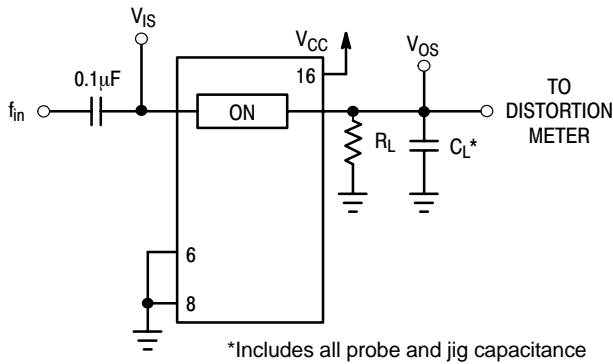 V_IS
V_CC
V_OS
0.1μF
16
f_in
ON
TO
DISTORTION
METER
R_L
C_L*
6
8
*Includes all probe and jig capacitance